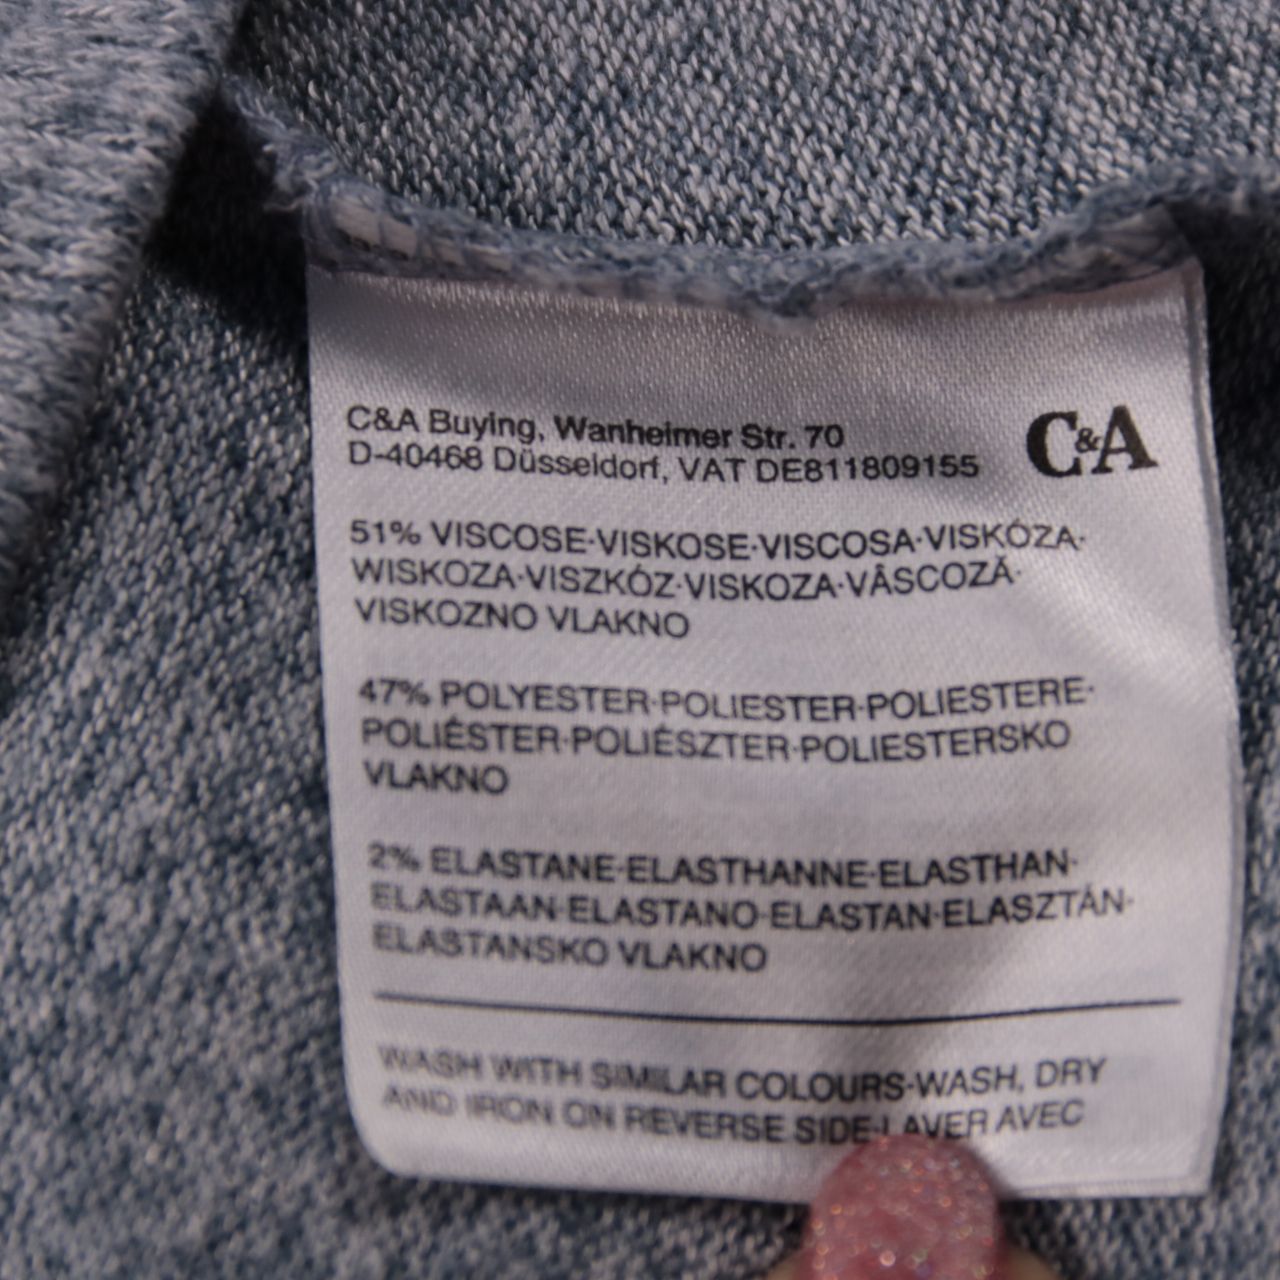 C&A Buying, Wanheimer Str. 70
D-40468 Düsseldorf, VAT DE811809155
C&A
51% VISCOSE·VISKOSE·VISCOSA·VISKÓZA·
WISKOZA·VISZKÓZ·VISKOZA·VÂSCOZĂ·
VISKOZNO VLAKNO
47% POLYESTER·POLIESTER·POLIESTERE·
POLIÉSTER·POLIÉSZTER·POLIESTERSKO
VLAKNO
2% ELASTANE·ELASTHANNE·ELASTHAN·
ELASTAAN·ELASTANO·ELASTAN·ELASZTÁN·
ELASTANSKO VLAKNO
WASH WITH SIMILAR COLOURS·WASH, DRY
AND IRON ON REVERSE SIDE·LAVER AVEC